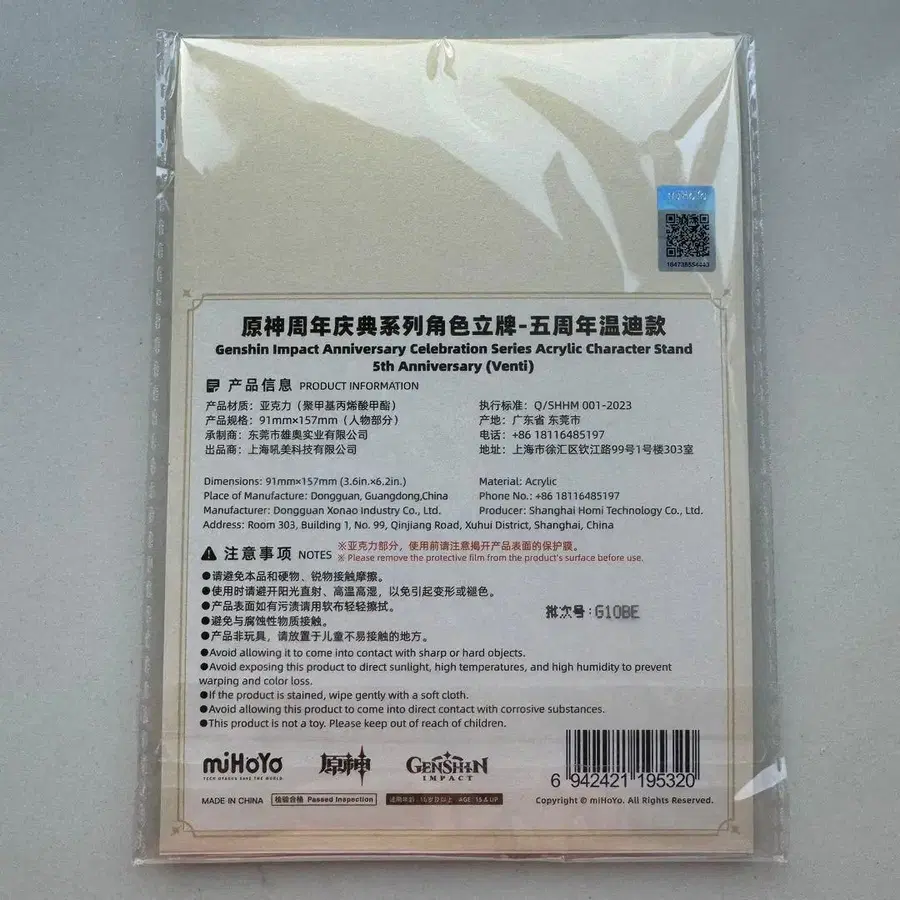 miHoYo
原神周年庆典系列角色立牌-五周年温迪款
Genshin Impact Anniversary Celebration Series Acrylic Character Stand
5th Anniversary (Venti)
产品信息 PRODUCT INFORMATION
产品材质：亚克力（聚甲基丙烯酸甲酯）
产品规格：91mm×157mm（人物部分）
承制商：东莞市雄奥实业有限公司
出品商：上海吼美科技有限公司
执行标准：Q/SHHM 001-2023
产地：广东省 东莞市
电话：+86 18116485197
地址：上海市徐汇区钦江路99号1号楼303室
Dimensions: 91mm×157mm (3.6in.×6.2in.)
Place of Manufacture: Dongguan, Guangdong,China
Manufacturer: Dongguan Xonao Industry Co., Ltd.
Material: Acrylic
Phone No.: +86 18116485197
Producer: Shanghai Homi Technology Co., Ltd.
Address: Room 303, Building 1, No. 99, Qinjiang Road, Xuhui District, Shanghai, China
注意事项 NOTES
※亚克力部分，使用前请注意揭开产品表面的保护膜。
※ Please remove the protective film from the product's surface before use.
●请避免本品和硬物、锐物接触摩擦。
●使用时请避开阳光直射、高温高湿，以免引起变形或褪色。
●产品表面如有污渍请用软布轻轻擦拭。
●避免与腐蚀性物质接触。
●产品非玩具，请放置于儿童不易接触的地方。
批次号：G10BE
●Avoid allowing it to come into contact with sharp or hard objects.
●Avoid exposing this product to direct sunlight, high temperatures, and high humidity to prevent
warping and color loss.
●If the product is stained, wipe gently with a soft cloth.
●Avoid allowing this product to come into direct contact with corrosive substances.
●This product is not a toy. Please keep out of reach of children.
miHoYo
TECH OTAKUS SAVE THE WORLD
原神
GENSHIN
IMPACT
6 942421 195320
MADE IN CHINA
检验合格 Passed Inspection
适用年龄：15岁及以上 AGE: 15 & UP
Copyright © miHoYo. All Rights Reserved.